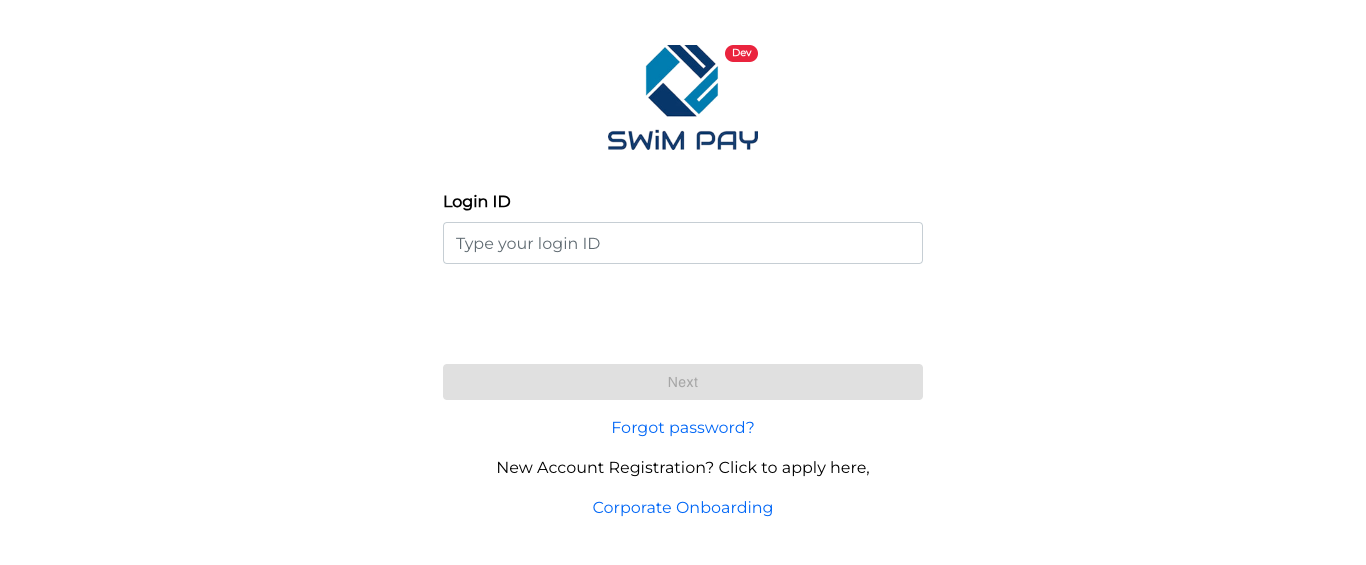 Dev
SWiM PAY
Login ID
Type your login ID
Next
Forgot password?
New Account Registration? Click to apply here,
Corporate Onboarding